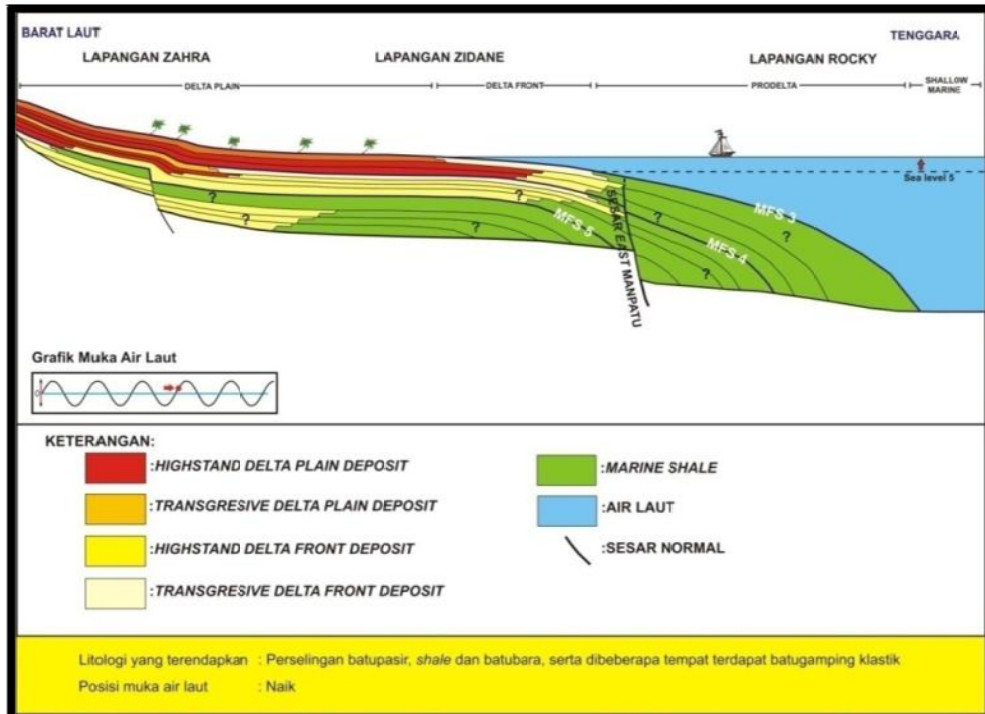 BARAT LAUT
TENGGARA
LAPANGAN ZAHRA
LAPANGAN ZIDANE
LAPANGAN ROCKY
DELTA PLAIN
DELTA FRONT
PRODELTA
SHALLOW
MARINE
Sea level 5
?
?
?
?
?
?
?
MFS 3
MFS 4
MFS 5
SESAR EAST MANPATU
Grafik Muka Air Laut
0
KETERANGAN:
:HIGHSTAND DELTA PLAIN DEPOSIT
:TRANSGRESIVE DELTA PLAIN DEPOSIT
:HIGHSTAND DELTA FRONT DEPOSIT
:TRANSGRESIVE DELTA FRONT DEPOSIT
:MARINE SHALE
:AIR LAUT
:SESAR NORMAL
Litologi yang terendapkan : Perselingan batupasir, shale dan batubara, serta dibeberapa tempat terdapat batugamping klastik
Posisi muka air laut : Naik